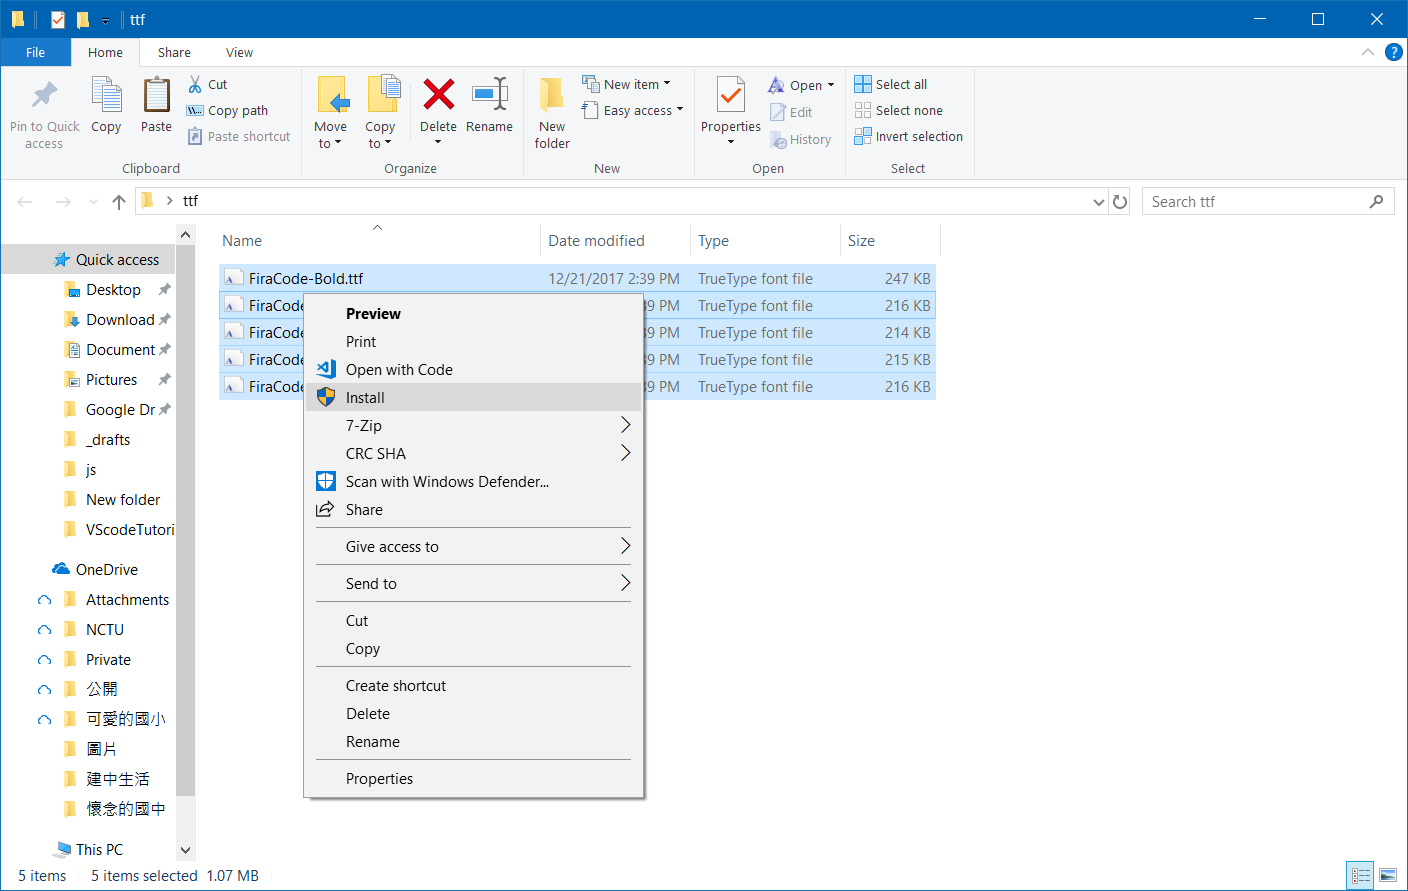 ttf
File Home Share View
Pin to Quick access
Copy
Paste
Cut
Copy path
Paste shortcut
Clipboard
Move to
Copy to
Delete
Rename
Organize
New folder
New item
Easy access
New
Properties
Open
Edit
History
Open
Select all
Select none
Invert selection
Select
ttf
Search ttf
Quick access
Desktop
Download
Document
Pictures
Google Dr
_drafts
js
New folder
VScodeTutori
OneDrive
Attachments
NCTU
Private
公開
可愛的國小
圖片
建中生活
懷念的國中
This PC
Name Date modified Type Size
FiraCode-Bold.ttf 12/21/2017 2:39 PM TrueType font file 247 KB
FiraCode 39 PM TrueType font file 216 KB
FiraCode 39 PM TrueType font file 214 KB
FiraCode 39 PM TrueType font file 215 KB
FiraCode 39 PM TrueType font file 216 KB
Preview
Print
Open with Code
Install
7-Zip
CRC SHA
Scan with Windows Defender...
Share
Give access to
Send to
Cut
Copy
Create shortcut
Delete
Rename
Properties
5 items 5 items selected 1.07 MB